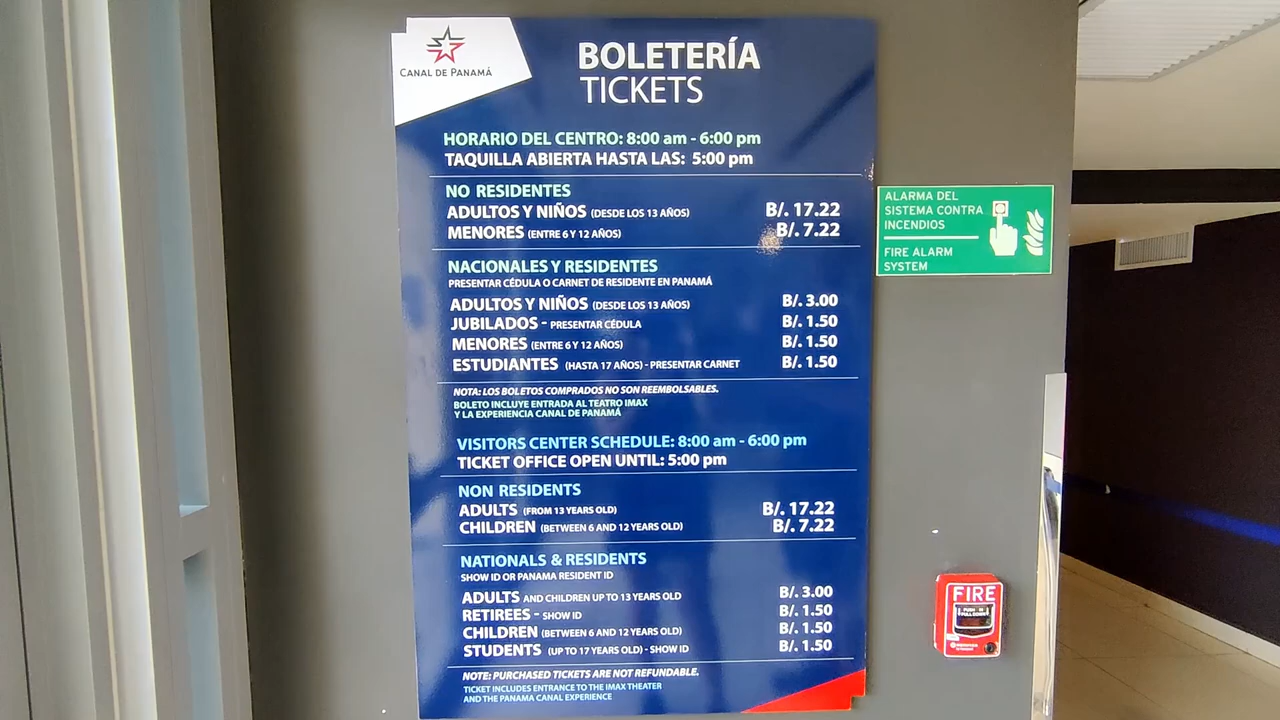 CANAL DE PANAMÁ
BOLETERÍA
TICKETS
HORARIO DEL CENTRO: 8:00 am - 6:00 pm
TAQUILLA ABIERTA HASTA LAS: 5:00 pm
NO RESIDENTES
ADULTOS Y NIÑOS (DESDE LOS 13 AÑOS) B/. 17.22
MENORES (ENTRE 6 Y 12 AÑOS) B/. 7.22
NACIONALES Y RESIDENTES
PRESENTAR CÉDULA O CARNET DE RESIDENTE EN PANAMÁ
ADULTOS Y NIÑOS (DESDE LOS 13 AÑOS) B/. 3.00
JUBILADOS - PRESENTAR CÉDULA B/. 1.50
MENORES (ENTRE 6 Y 12 AÑOS) B/. 1.50
ESTUDIANTES (HASTA 17 AÑOS) - PRESENTAR CARNET B/. 1.50
NOTA: LOS BOLETOS COMPRADOS NO SON REEMBOLSABLES.
BOLETO INCLUYE ENTRADA AL TEATRO IMAX
Y LA EXPERIENCIA CANAL DE PANAMÁ
VISITORS CENTER SCHEDULE: 8:00 am - 6:00 pm
TICKET OFFICE OPEN UNTIL: 5:00 pm
NON RESIDENTS
ADULTS (FROM 13 YEARS OLD) B/. 17.22
CHILDREN (BETWEEN 6 AND 12 YEARS OLD) B/. 7.22
NATIONALS & RESIDENTS
SHOW ID OR PANAMA RESIDENT ID
ADULTS AND CHILDREN UP TO 13 YEARS OLD B/. 3.00
RETIREES - SHOW ID B/. 1.50
CHILDREN (BETWEEN 6 AND 12 YEARS OLD) B/. 1.50
STUDENTS (UP TO 17 YEARS OLD) - SHOW ID B/. 1.50
NOTE: PURCHASED TICKETS ARE NOT REFUNDABLE.
TICKET INCLUDES ENTRANCE TO THE IMAX THEATER
AND THE PANAMA CANAL EXPERIENCE
ALARMA DEL
SISTEMA CONTRA
INCENDIOS
FIRE ALARM
SYSTEM
FIRE
PUSH IN
PULL DOWN